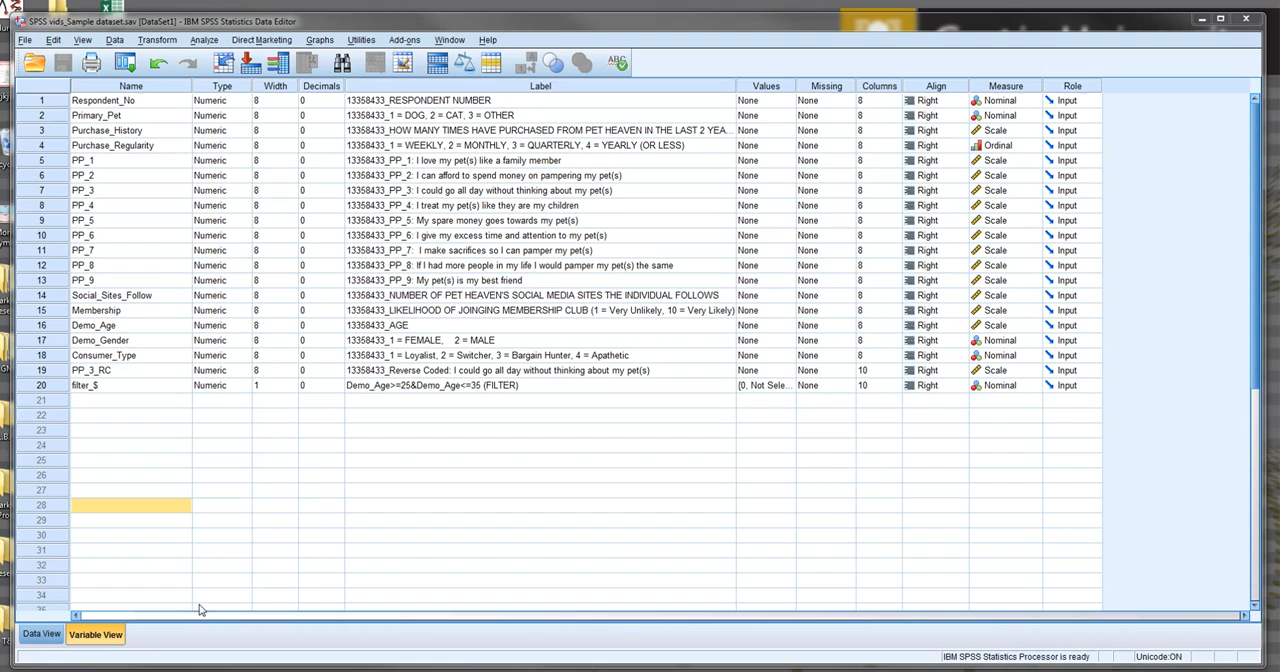 SPSS vids_Sample dataset.sav [DataSet1] - IBM SPSS Statistics Data Editor
File Edit View Data Transform Analyze Direct Marketing Graphs Utilities Add-ons Window Help
Name Type Width Decimals Label Values Missing Columns Align Measure Role
1 Respondent_No Numeric 8 0 13358433_RESPONDENT NUMBER None None 8 Right Nominal Input
2 Primary_Pet Numeric 8 0 13358433_1 = DOG, 2 = CAT, 3 = OTHER None None 8 Right Nominal Input
3 Purchase_History Numeric 8 0 13358433_HOW MANY TIMES HAVE PURCHASED FROM PET HEAVEN IN THE LAST 2 YEA... None None 8 Right Scale Input
4 Purchase_Regularity Numeric 8 0 13358433_1 = WEEKLY, 2 = MONTHLY, 3 = QUARTERLY, 4 = YEARLY (OR LESS) None None 8 Right Ordinal Input
5 PP_1 Numeric 8 0 13358433_PP_1: I love my pet(s) like a family member None None 8 Right Scale Input
6 PP_2 Numeric 8 0 13358433_PP_2: I can afford to spend money on pampering my pet(s) None None 8 Right Scale Input
7 PP_3 Numeric 8 0 13358433_PP_3: I could go all day without thinking about my pet(s) None None 8 Right Scale Input
8 PP_4 Numeric 8 0 13358433_PP_4: I treat my pet(s) like they are my children None None 8 Right Scale Input
9 PP_5 Numeric 8 0 13358433_PP_5: My spare money goes towards my pet(s) None None 8 Right Scale Input
10 PP_6 Numeric 8 0 13358433_PP_6: I give my excess time and attention to my pet(s) None None 8 Right Scale Input
11 PP_7 Numeric 8 0 13358433_PP_7: I make sacrifices so I can pamper my pet(s) None None 8 Right Scale Input
12 PP_8 Numeric 8 0 13358433_PP_8: If I had more people in my life I would pamper my pet(s) the same None None 8 Right Scale Input
13 PP_9 Numeric 8 0 13358433_PP_9: My pet(s) is my best friend None None 8 Right Scale Input
14 Social_Sites_Follow Numeric 8 0 13358433_NUMBER OF PET HEAVEN'S SOCIAL MEDIA SITES THE INDIVIDUAL FOLLOWS None None 8 Right Scale Input
15 Membership Numeric 8 0 13358433_LIKELIHOOD OF JOINGING MEMBERSHIP CLUB (1 = Very Unlikely, 10 = Very Likely) None None 8 Right Scale Input
16 Demo_Age Numeric 8 0 13358433_AGE None None 8 Right Scale Input
17 Demo_Gender Numeric 8 0 13358433_1 = FEMALE, 2 = MALE None None 8 Right Nominal Input
18 Consumer_Type Numeric 8 0 13358433_1 = Loyalist, 2 = Switcher, 3 = Bargain Hunter, 4 = Apathetic None None 8 Right Nominal Input
19 PP_3_RC Numeric 8 0 13358433_Reverse Coded: I could go all day without thinking about my pet(s) None None 10 Right Scale Input
20 filter_$ Numeric 1 0 Demo_Age>=25&Demo_Age<=35 (FILTER) {0, Not Sele... None 10 Right Nominal Input
21
22
23
24
25
26
27
28
29
30
31
32
33
34
Data View Variable View
IBM SPSS Statistics Processor is ready Unicode:ON